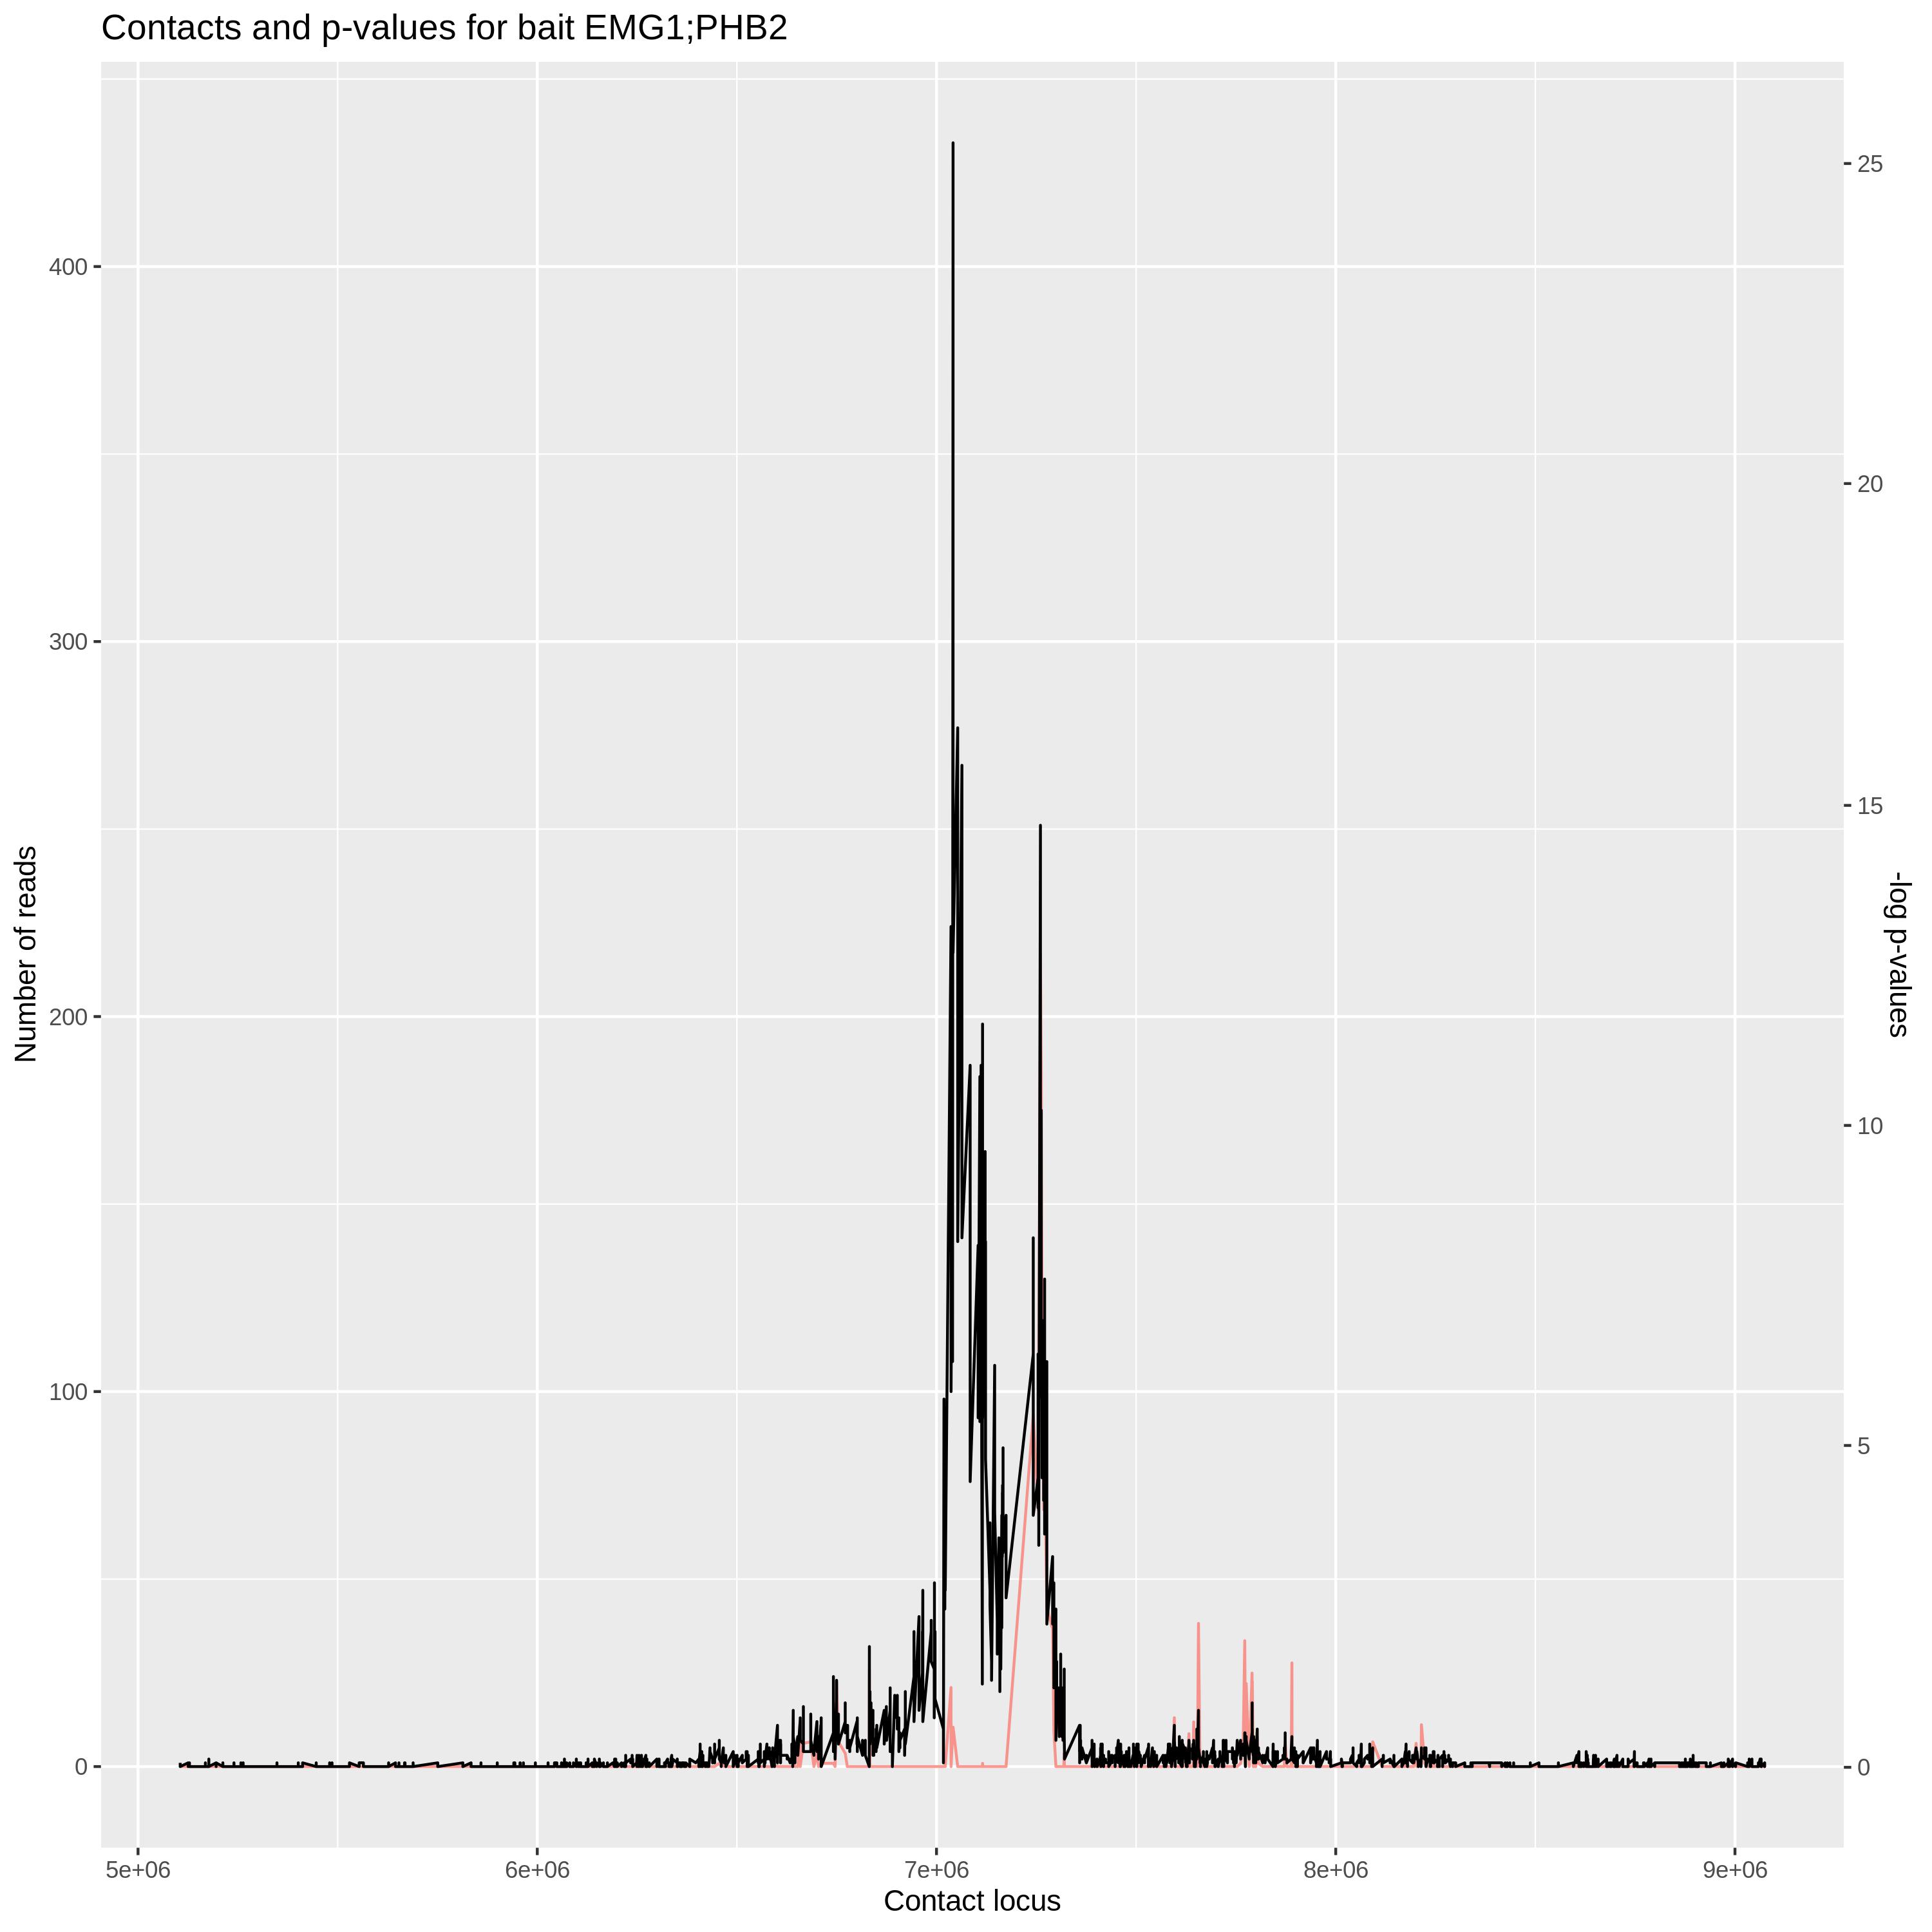 Contacts and p-values for bait EMG1;PHB2
400
300
200
100
0
Number of reads
25
20
15
10
5
0
-log p-values
5e+06 6e+06 7e+06 8e+06 9e+06
Contact locus